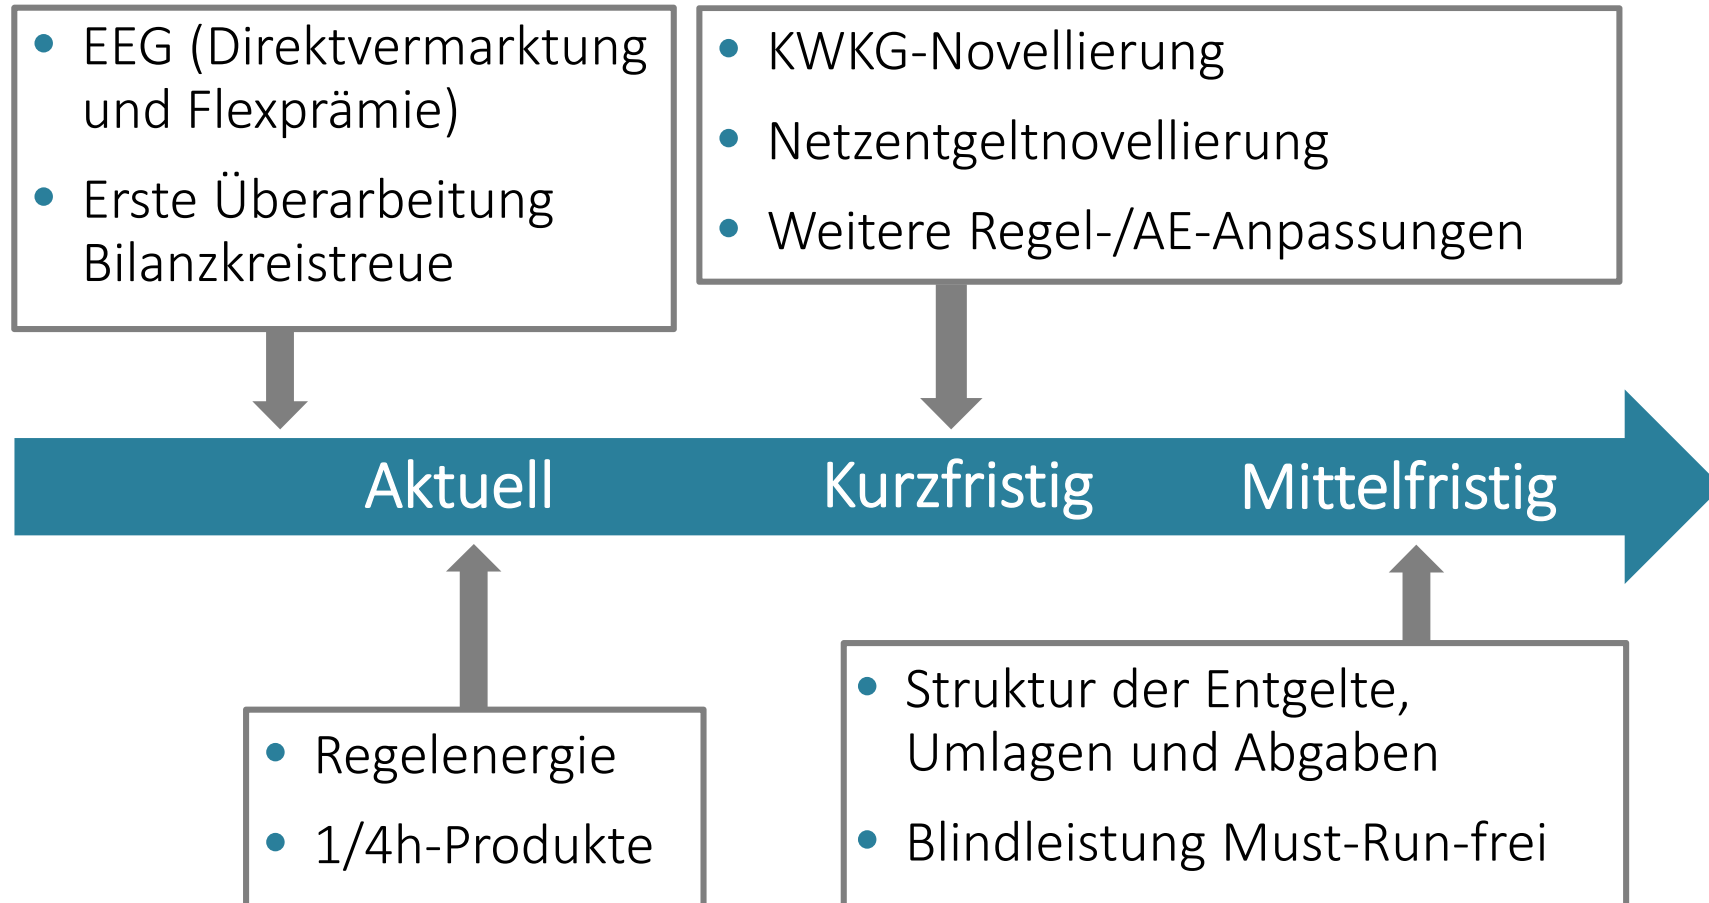 • EEG (Direktvermarktung
und Flexprämie)
• Erste Überarbeitung
Bilanzkreistreue
• KWKG-Novellierung
• Netzentgeltnovellierung
• Weitere Regel-/AE-Anpassungen
Aktuell
Kurzfristig
Mittelfristig
• Regelenergie
• 1/4h-Produkte
• Struktur der Entgelte,
Umlagen und Abgaben
• Blindleistung Must-Run-frei